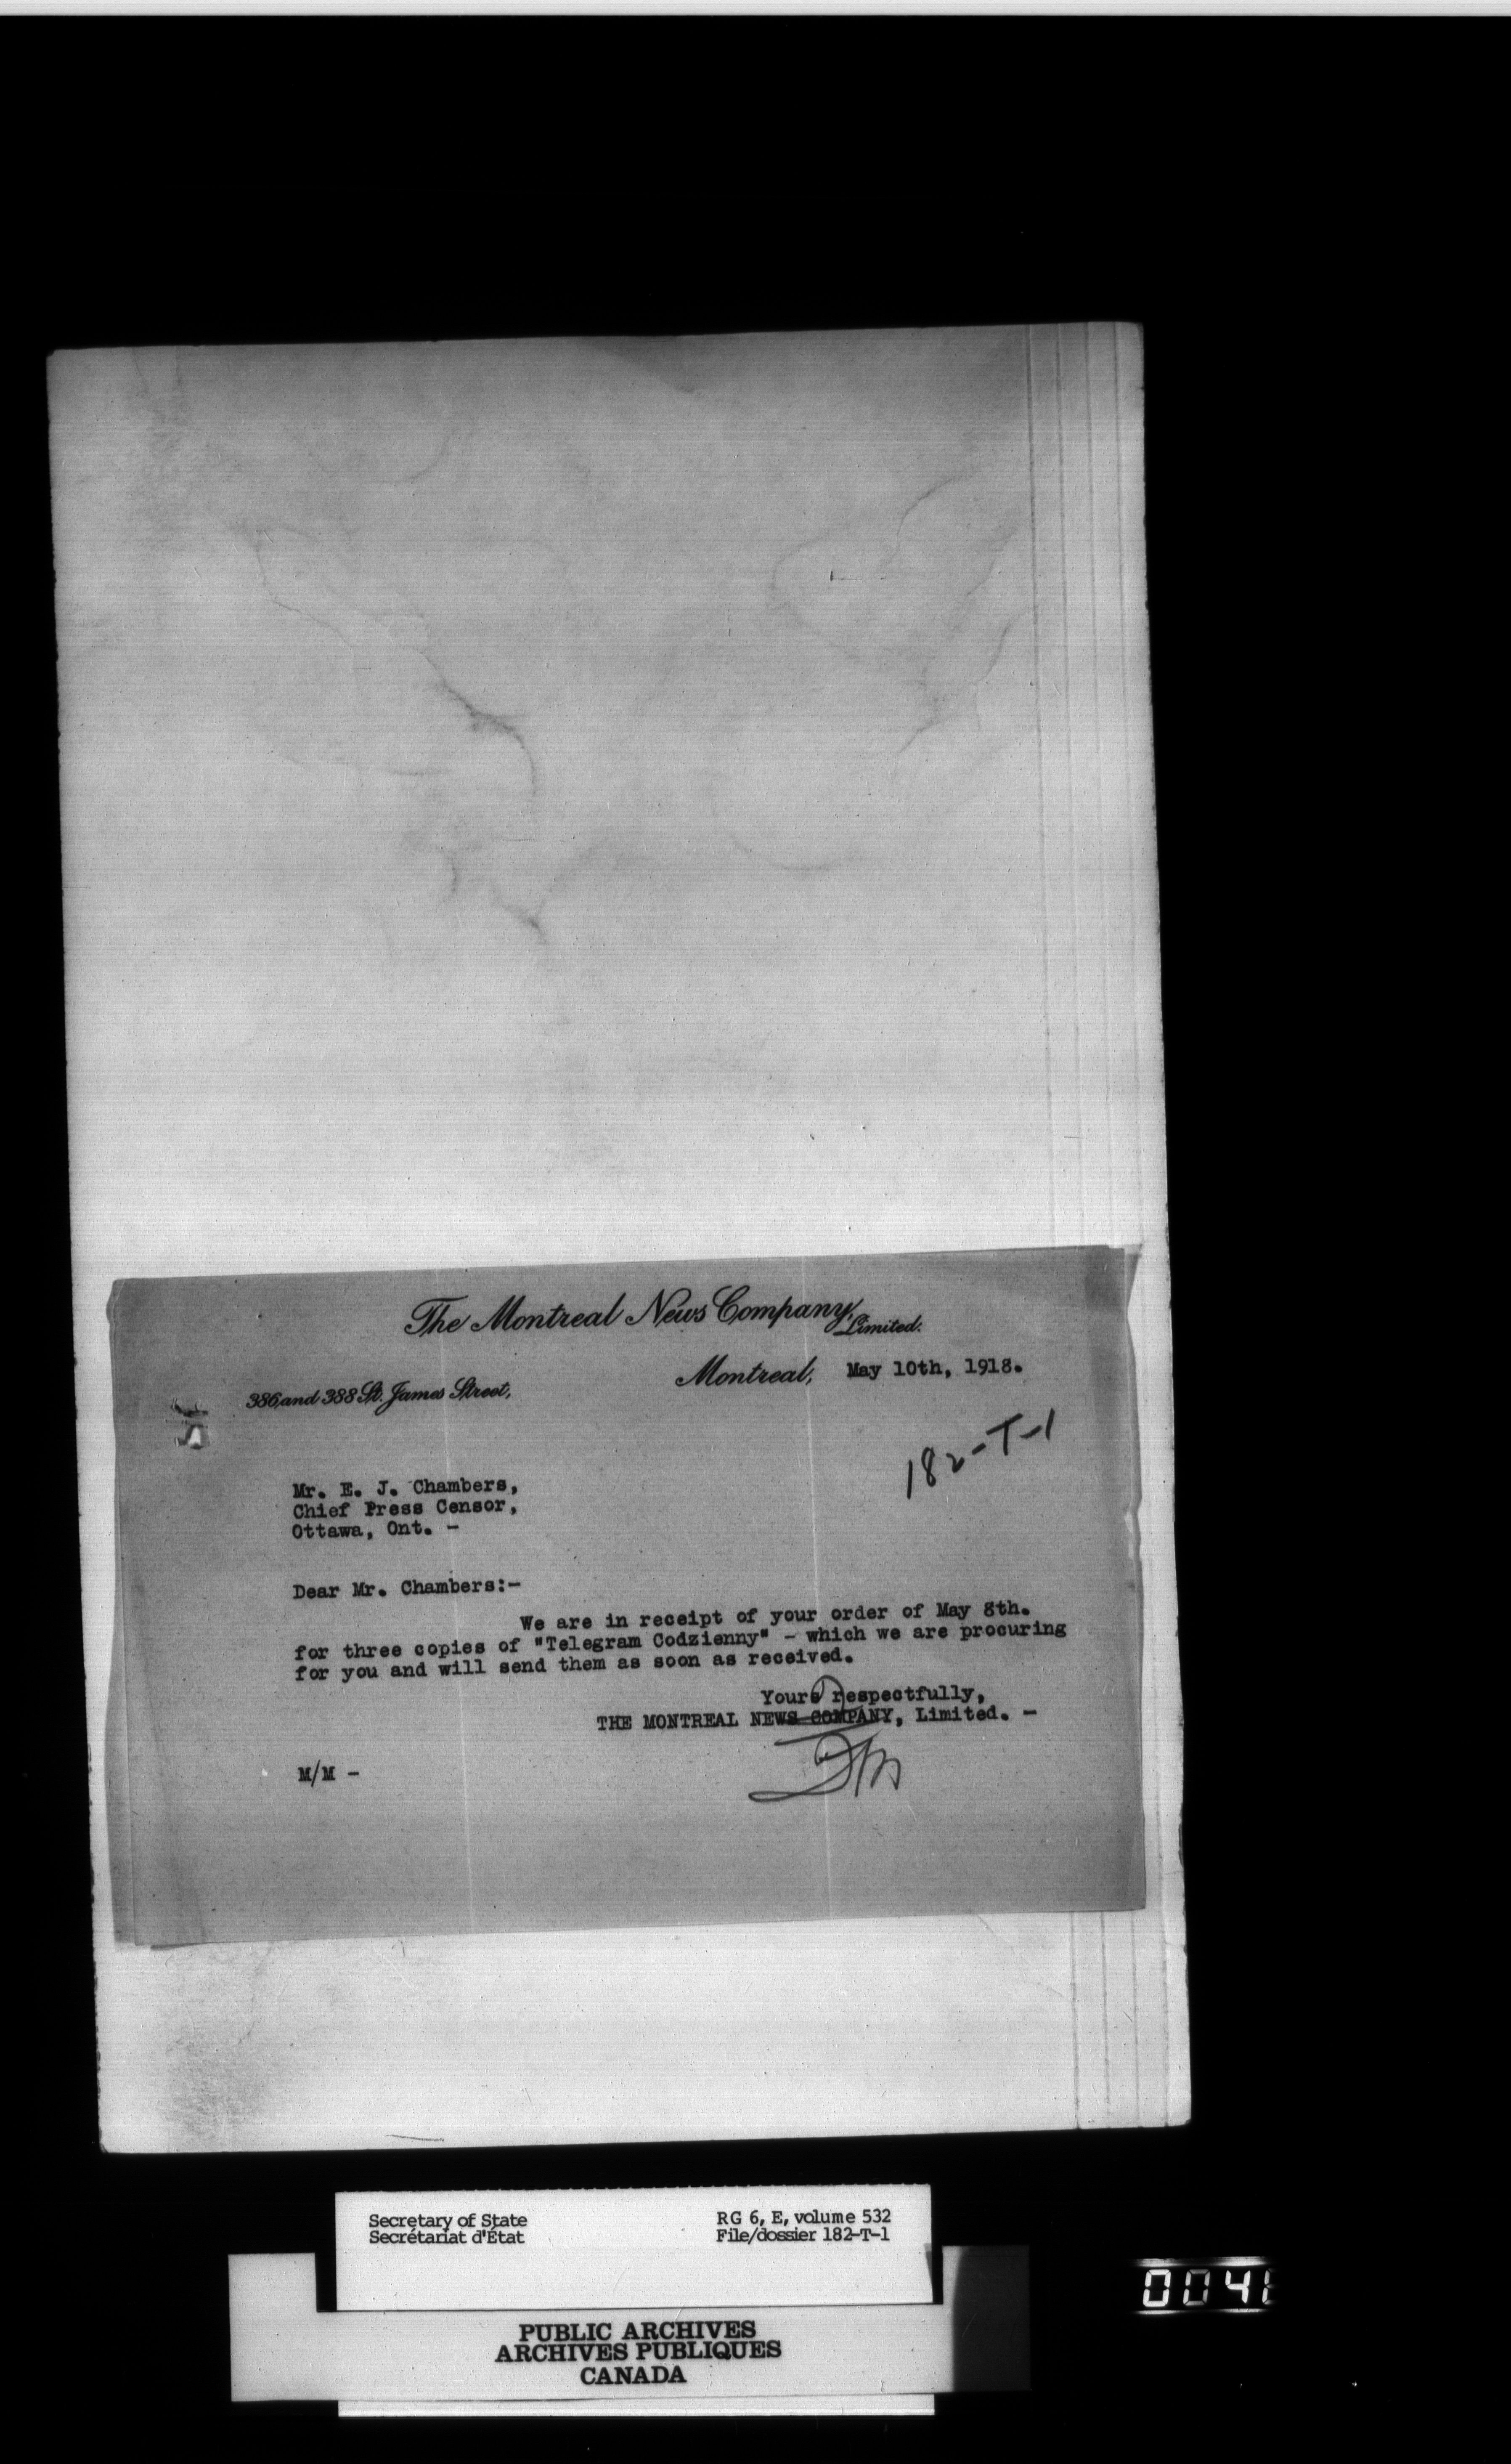 The Montreal News Company, Limited.
Montreal, May 10th, 1918.
386 and 388 St. James Street,
182-T-1
Mr. E. J. Chambers,
Chief Press Censor,
Ottawa, Ont. -
Dear Mr. Chambers:-
We are in receipt of your order of May 8th.
for three copies of "Telegram Codzienny" - which we are procuring
for you and will send them as soon as received.
Yours respectfully,
THE MONTREAL NEWS COMPANY, Limited. -
M/M -
Secretary of State
Secrétariat d'État
RG 6, E, volume 532
File/dossier 182-T-1
PUBLIC ARCHIVES
ARCHIVES PUBLIQUES
CANADA
0041